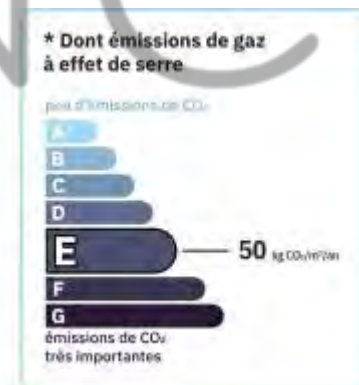 * Dont émissions de gaz
à effet de serre
peu d'émissions de CO₂
A
B
C
D
E 50 kg CO₂/m²/an
F
G
émissions de CO₂
très importantes